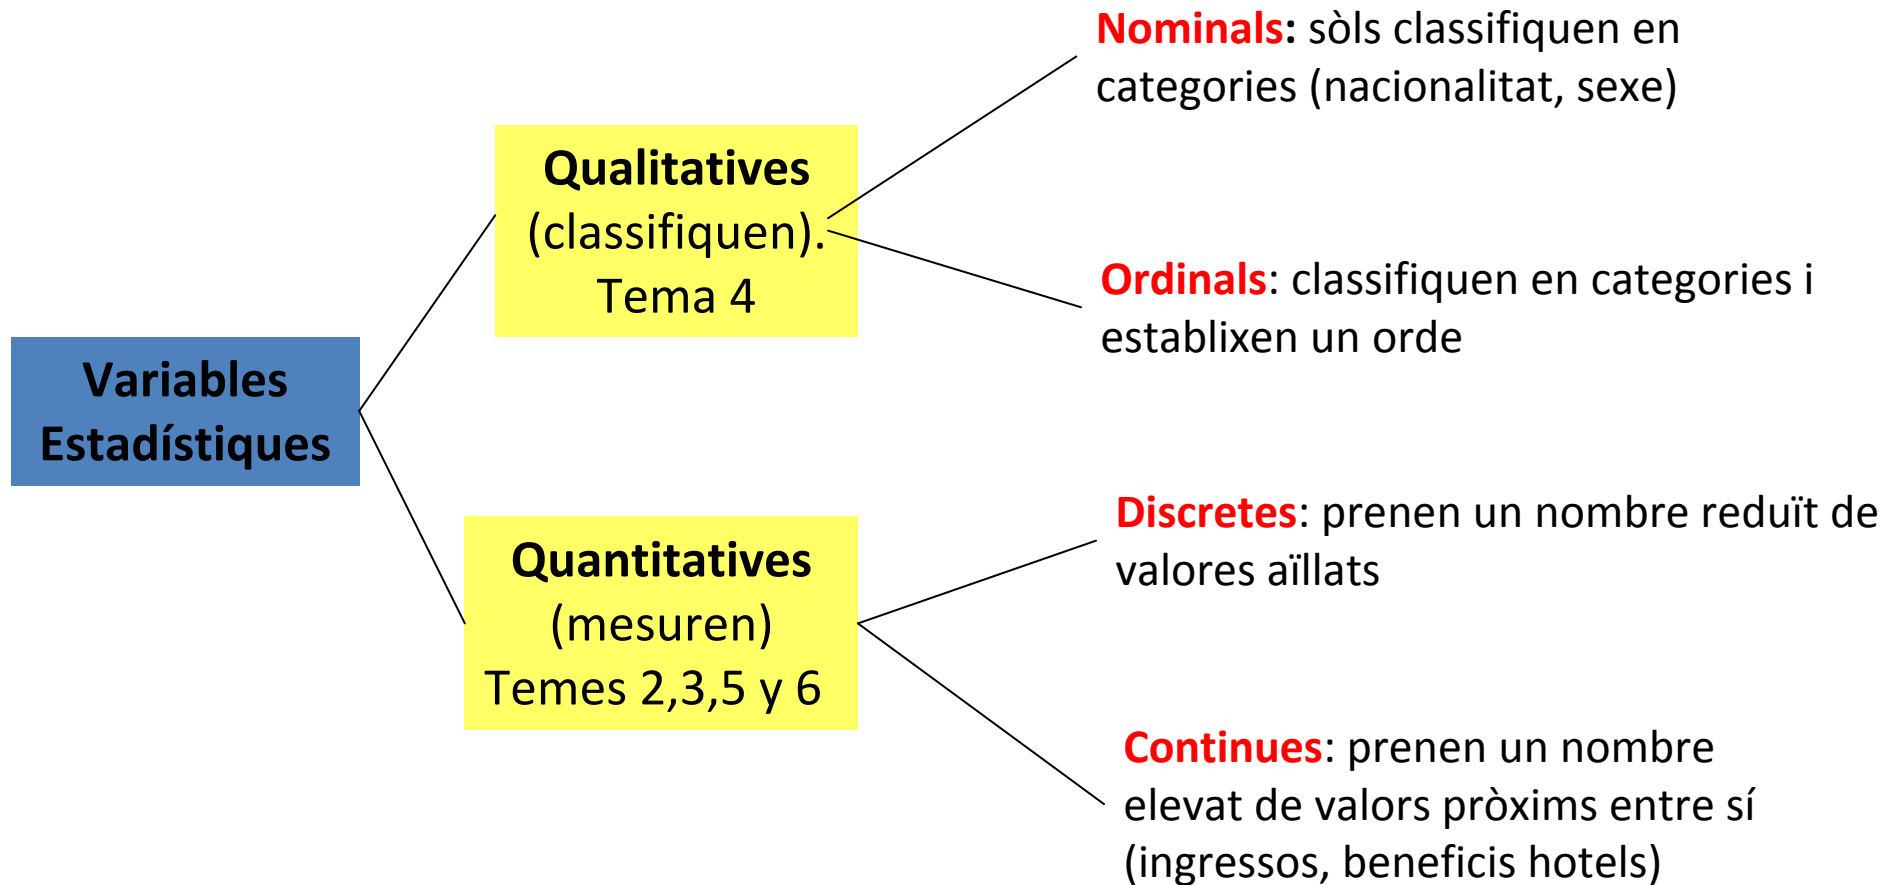 Variables
Estadístiques
Qualitatives
(classifiquen).
Tema 4
Nominals: sòls classifiquen en
categories (nacionalitat, sexe)
Ordinals: classifiquen en categories i
establixen un orde
Quantitatives
(mesuren)
Temes 2,3,5 y 6
Discretes: prenen un nombre reduït de
valores aïllats
Continues: prenen un nombre
elevat de valors pròxims entre sí
(ingressos, beneficis hotels)